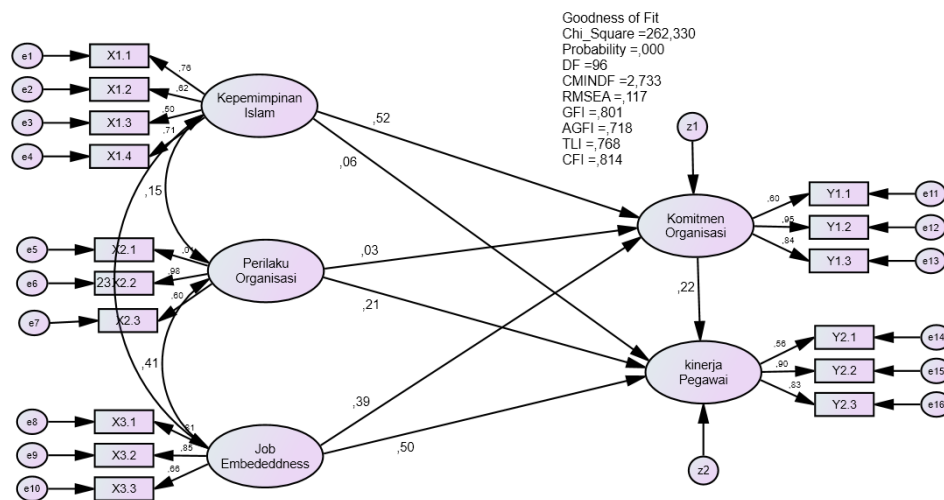 Goodness of Fit
Chi_Square =262,330
Probability =,000
DF =96
CMINDF =2,733
RMSEA =,117
GFI =,801
AGFI =,718
TLI =,768
CFI =,814
e1
X1.1
,76
e2
X1.2
,62
e3
X1.3
,50
e4
X1.4
,71
Kepemimpinan
Islam
,52
,06
z1
,15
e5
X2.1
,01
e6
,23
X2.2
,98
e7
X2.3
,60
Perilaku
Organisasi
,03
,21
Komitmen
Organisasi
,60
Y1.1
e11
,95
Y1.2
e12
,84
Y1.3
e13
,22
,41
,39
,50
kinerja
Pegawai
,56
Y2.1
e14
,90
Y2.2
e15
,83
Y2.3
e16
z2
e8
X3.1
,81
e9
X3.2
,85
e10
X3.3
,66
Job
Embededdness